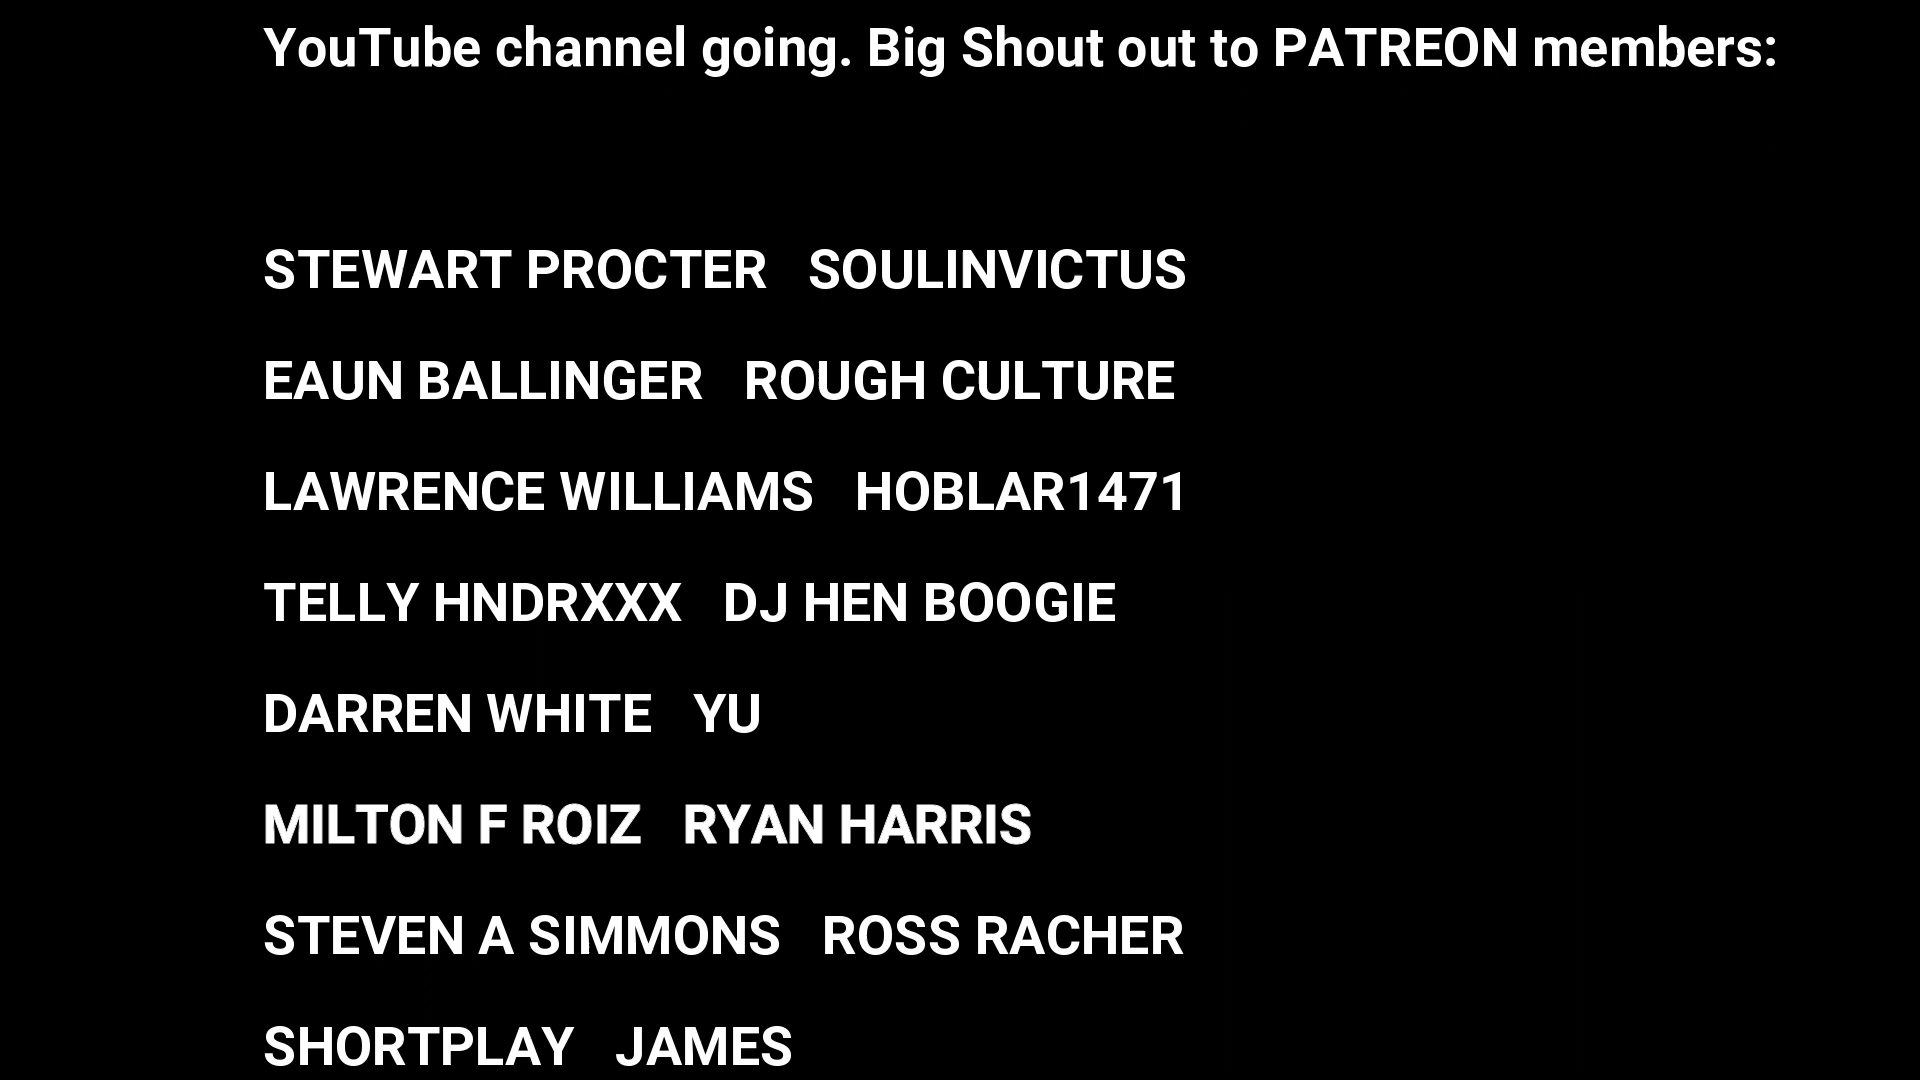 YouTube channel going. Big Shout out to PATREON members:
STEWART PROCTER   SOULINVICTUS
EAUN BALLINGER   ROUGH CULTURE
LAWRENCE WILLIAMS   HOBLAR1471
TELLY HNDRXXX   DJ HEN BOOGIE
DARREN WHITE   YU
MILTON F ROIZ   RYAN HARRIS
STEVEN A SIMMONS   ROSS RACHER
SHORTPLAY   JAMES